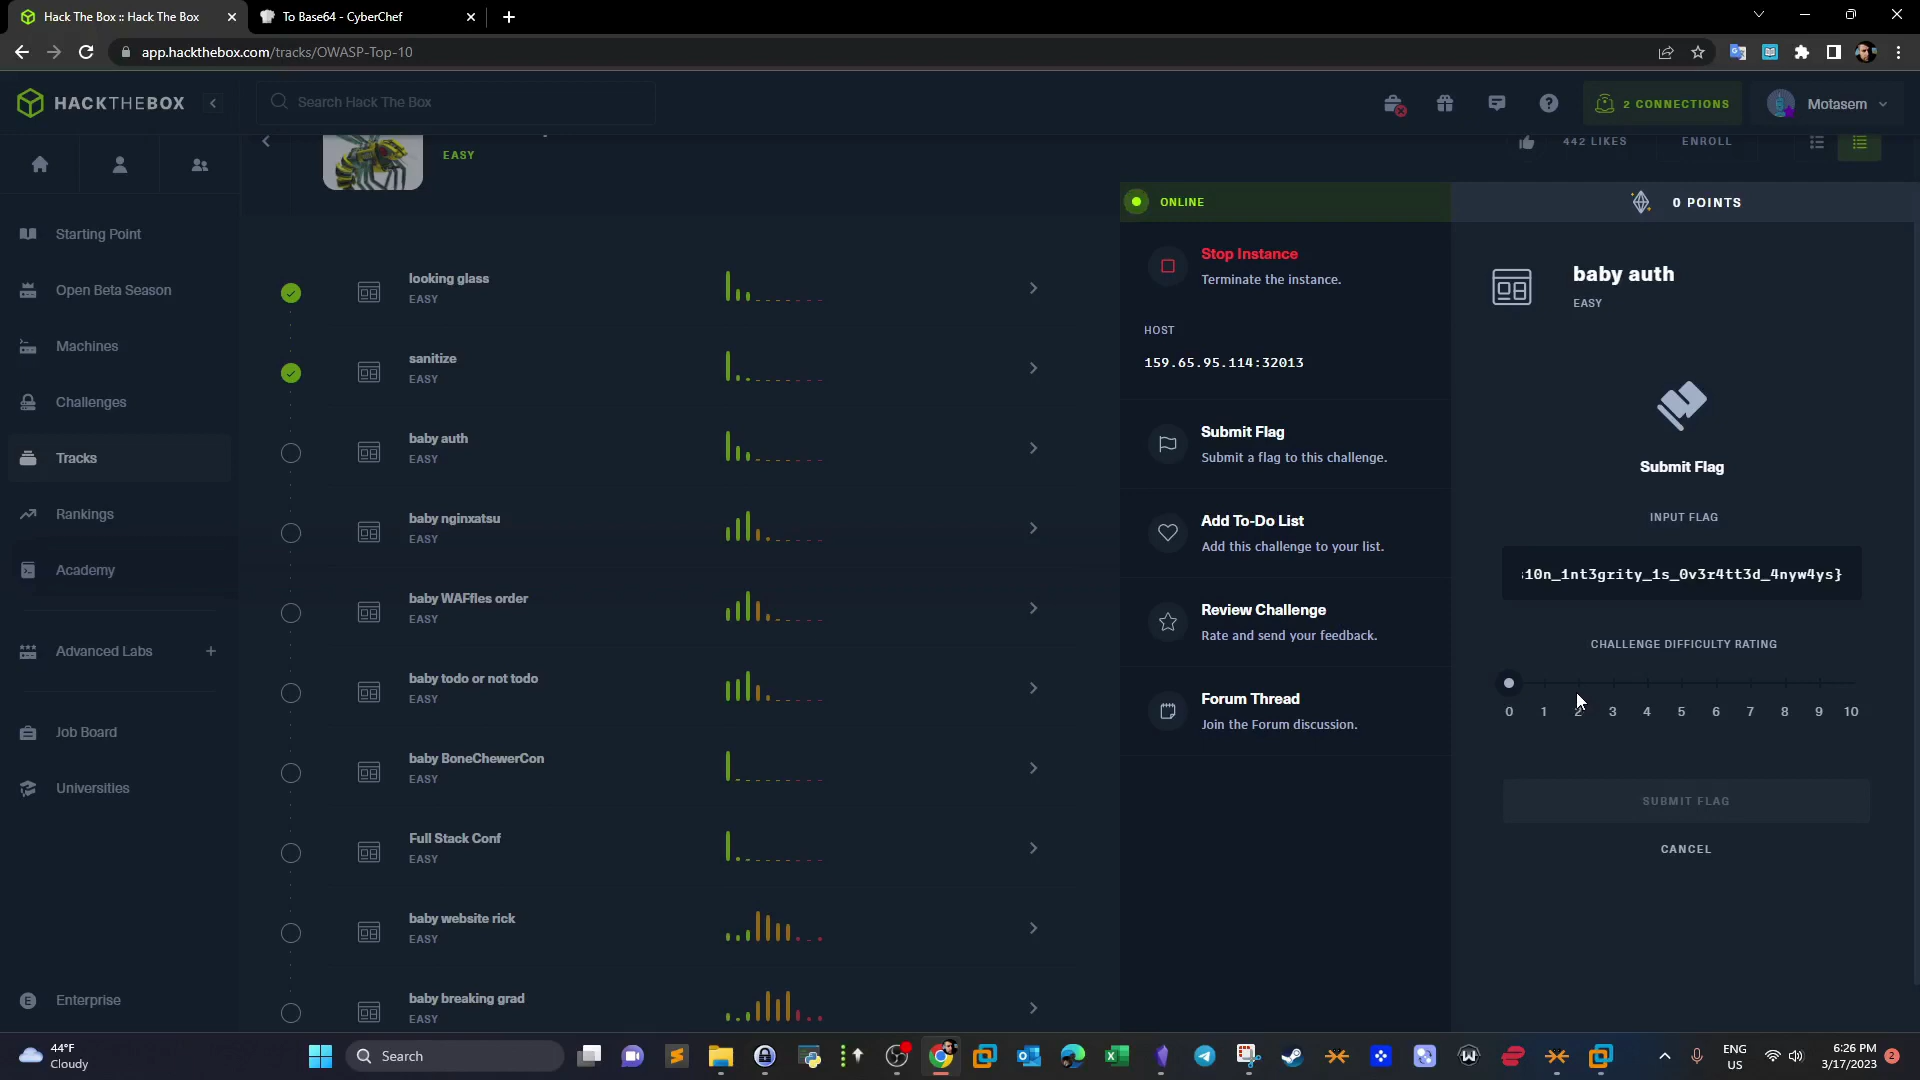 Hack The Box :: Hack The Box
To Base64 - CyberChef
app.hackthebox.com/tracks/OWASP-Top-10
HACKTHEBOX
Search Hack The Box
2 CONNECTIONS
Motasem
EASY
442 LIKES
ENROLL
Starting Point
Open Beta Season
Machines
Challenges
Tracks
Rankings
Academy
Advanced Labs +
Job Board
Universities
E Enterprise
looking glass
EASY
sanitize
EASY
baby auth
EASY
baby nginxatsu
EASY
baby WAFfles order
EASY
baby todo or not todo
EASY
baby BoneChewerCon
EASY
Full Stack Conf
EASY
baby website rick
EASY
baby breaking grad
EASY
ONLINE
Stop Instance
Terminate the instance.
HOST
159.65.95.114:32013
Submit Flag
Submit a flag to this challenge.
Add To-Do List
Add this challenge to your list.
Review Challenge
Rate and send your feedback.
Forum Thread
Join the Forum discussion.
0 POINTS
baby auth
EASY
Submit Flag
INPUT FLAG
10n_1nt3grity_1s_0v3r4tt3d_4nyw4ys}
CHALLENGE DIFFICULTY RATING
0 1 2 3 4 5 6 7 8 9 10
SUBMIT FLAG
CANCEL
44°F
Cloudy
Search
ENG
US
6:26 PM
3/17/2023
2